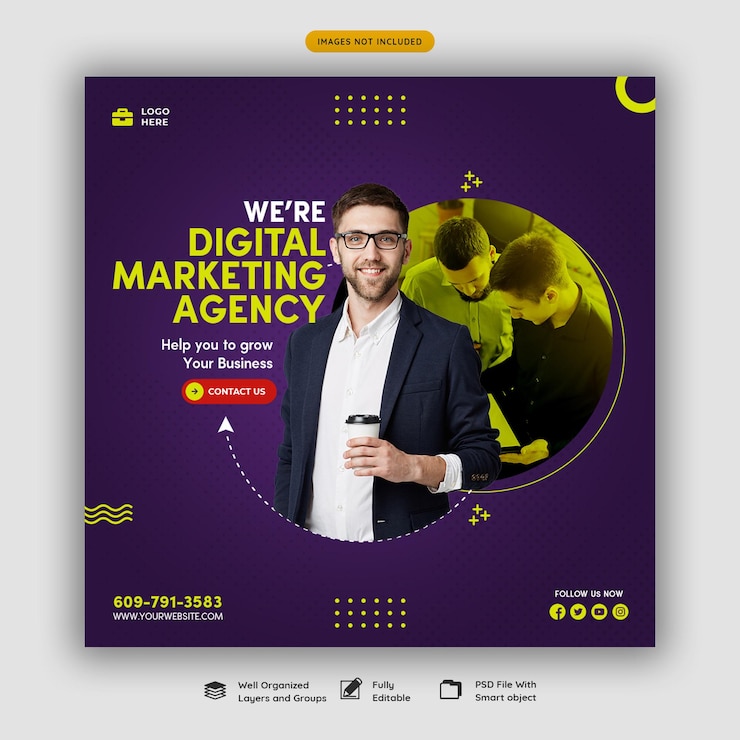 IMAGES NOT INCLUDED
LOGO
HERE
WE'RE
DIGITAL
MARKETING
AGENCY
Help you to grow
Your Business
CONTACT US
609-791-3583
WWW.YOURWEBSITE.COM
FOLLOW US NOW
Well Organized
Layers and Groups
Fully
Editable
PSD File With
Smart object